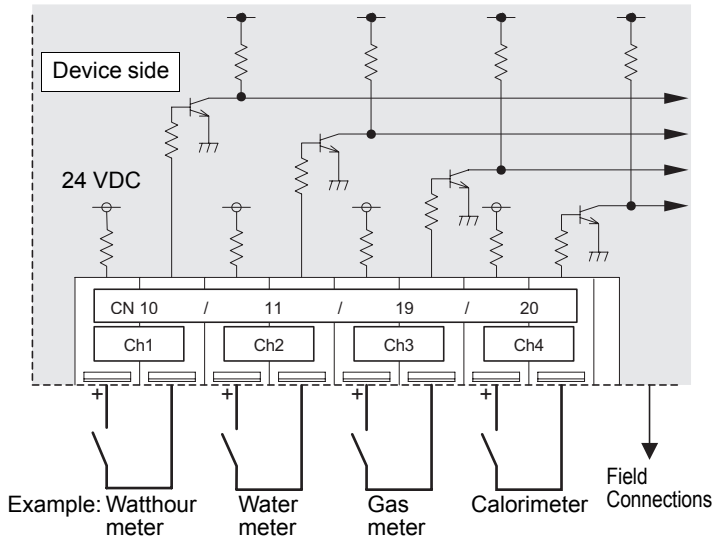 Device side
24 VDC
CN 10 / 11 / 19 / 20
Ch1 Ch2 Ch3 Ch4
+ + + +
Example: Watthour meter
Water meter
Gas meter
Calorimeter
Field Connections